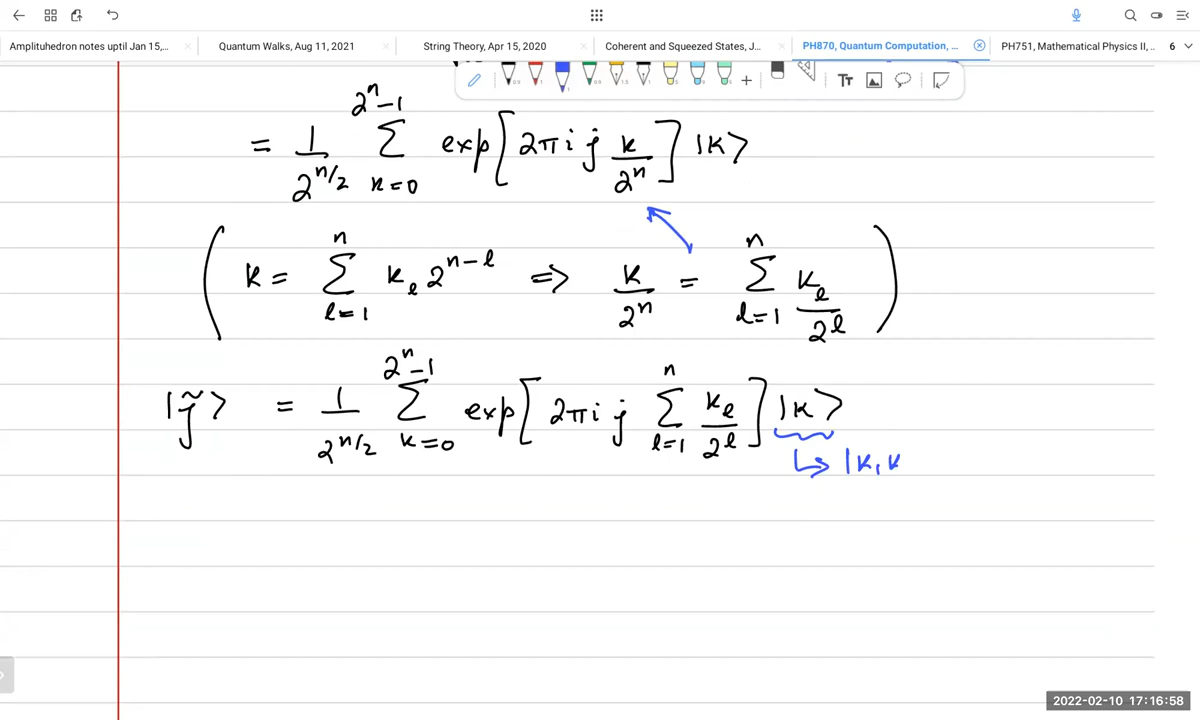 Amplituhedron notes uptil Jan 15,... Quantum Walks, Aug 11, 2021 String Theory, Apr 15, 2020 Coherent and Squeezed States, J... PH870, Quantum Computation, ... PH751, Mathematical Physics II, .. 6
Tт
= 1/2^{n/2} Σ_{k=0}^{2^n-1} exp[2πi j k/2^n] |k⟩
( k = Σ_{l=1}^{n} k_l 2^{n-l} ⟹ k/2^n = Σ_{l=1}^{n} k_l/2^l )
|j̃⟩ = 1/2^{n/2} Σ_{k=0}^{2^n-1} exp[2πi j Σ_{l=1}^{n} k_l/2^l] |k⟩
↳ |k, k
2022-02-10 17:16:58